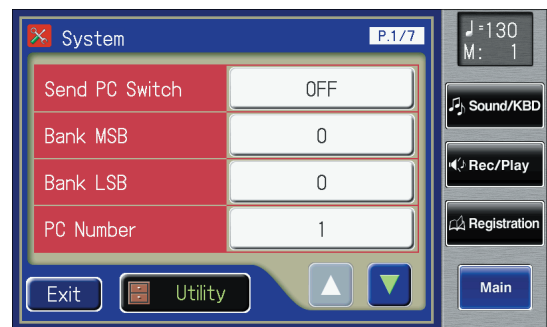 System P.1/7
Send PC Switch OFF
Bank MSB 0
Bank LSB 0
PC Number 1
Exit Utility
♩=130
M: 1
Sound/KBD
Rec/Play
Registration
Main